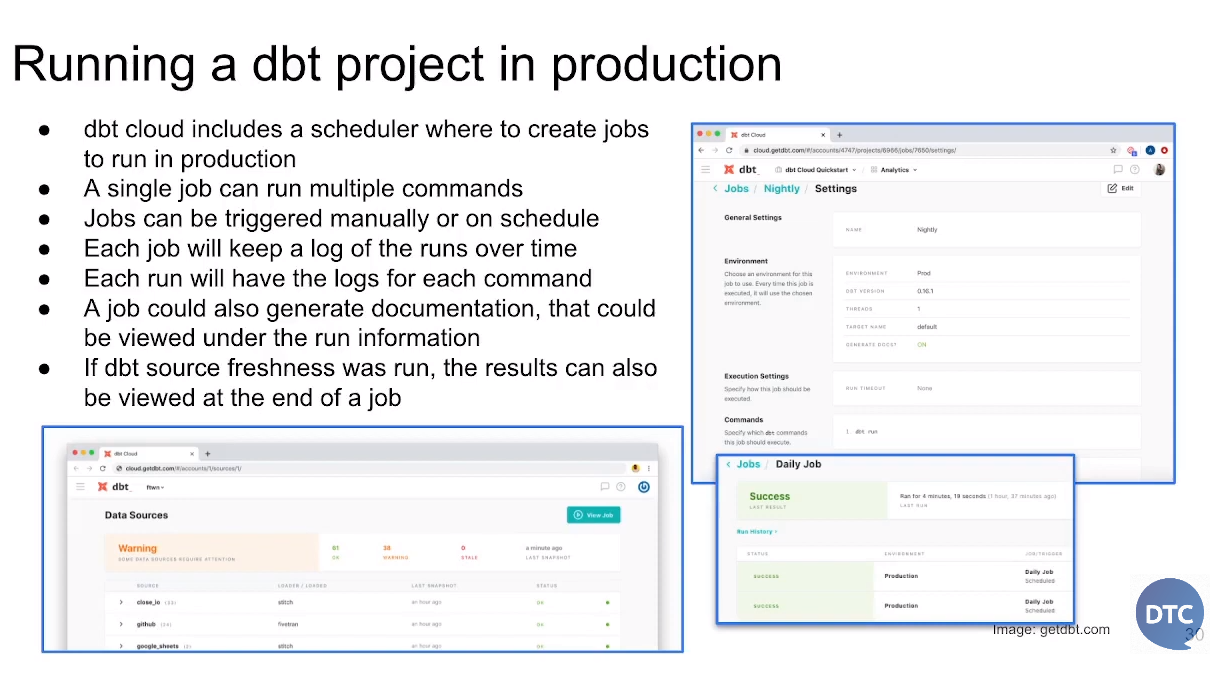 Running a dbt project in production
● dbt cloud includes a scheduler where to create jobs
to run in production
● A single job can run multiple commands
● Jobs can be triggered manually or on schedule
● Each job will keep a log of the runs over time
● Each run will have the logs for each command
● A job could also generate documentation, that could
be viewed under the run information
● If dbt source freshness was run, the results can also
be viewed at the end of a job
dbt Cloud
cloud.getdbt.com/#/accounts/4747/projects/6966/jobs/7650/settings/
dbt dbt Cloud Quickstart Analytics
Jobs / Nightly / Settings
Edit
General Settings
NAME Nightly
Environment
Choose an environment for this
job to use. Every time this job is
executed, it will use the chosen
environment.
ENVIRONMENT Prod
DBT VERSION 0.16.1
THREADS 1
TARGET NAME default
GENERATE DOCS? ON
Execution Settings
Specify how this job should be
executed.
RUN TIMEOUT None
Commands
Specify which dbt commands
this job should execute.
1. dbt run
Jobs / Daily Job
Success
LAST RESULT
Ran for 4 minutes, 19 seconds (1 hour, 37 minutes ago)
LAST RUN
Run History
STATUS ENVIRONMENT JOB/TRIGGER
SUCCESS Production Daily Job
Scheduled
SUCCESS Production Daily Job
Scheduled
dbt Cloud
cloud.getdbt.com/#/accounts/1/sources/1/
dbt ftwn
Data Sources
View Job
Warning
SOME DATA SOURCES REQUIRE ATTENTION
61 38 0 a minute ago
WARNING STALE LAST SNAPSHOT
SOURCE LOADER / LOADED LAST SNAPSHOT STATUS
close_io (33) stitch an hour ago OK
github (24) fivetran an hour ago OK
google_sheets (2) stitch an hour ago OK
Image: getdbt.com
DTC
30